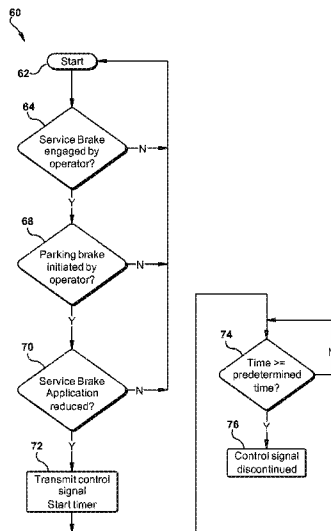 60
Start
62
64
Service Brake
engaged by
operator?
N
Y
68
Parking brake
initiated by
operator?
N
Y
70
Service Brake
Application
reduced?
N
Y
72
Transmit control
signal
Start timer
74
Time >=
predetermined
time?
N
Y
76
Control signal
discontinued